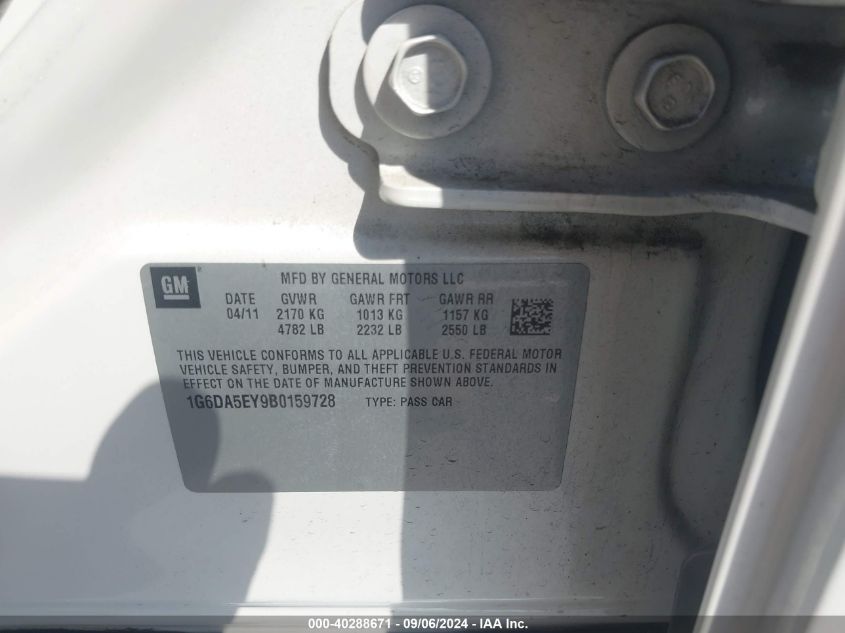 GM
MFD BY GENERAL MOTORS LLC
DATE GVWR GAWR FRT GAWR RR
04/11 2170 KG 1013 KG 1157 KG
4782 LB 2232 LB 2550 LB
THIS VEHICLE CONFORMS TO ALL APPLICABLE U.S. FEDERAL MOTOR
VEHICLE SAFETY, BUMPER, AND THEFT PREVENTION STANDARDS IN
EFFECT ON THE DATE OF MANUFACTURE SHOWN ABOVE.
1G6DA5EY9B0159728 TYPE: PASS CAR
000-40288671 - 09/06/2024 - IAA Inc.